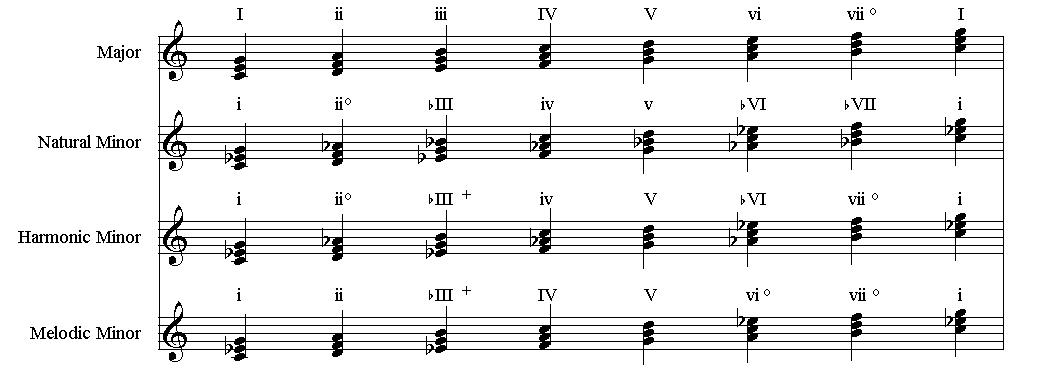 I ii iii IV V vi vii° I
Major
i ii° ♭III iv v ♭VI ♭VII i
Natural Minor
i ii° ♭III+ iv V ♭VI vii° i
Harmonic Minor
i ii ♭III+ IV V vi° vii° i
Melodic Minor